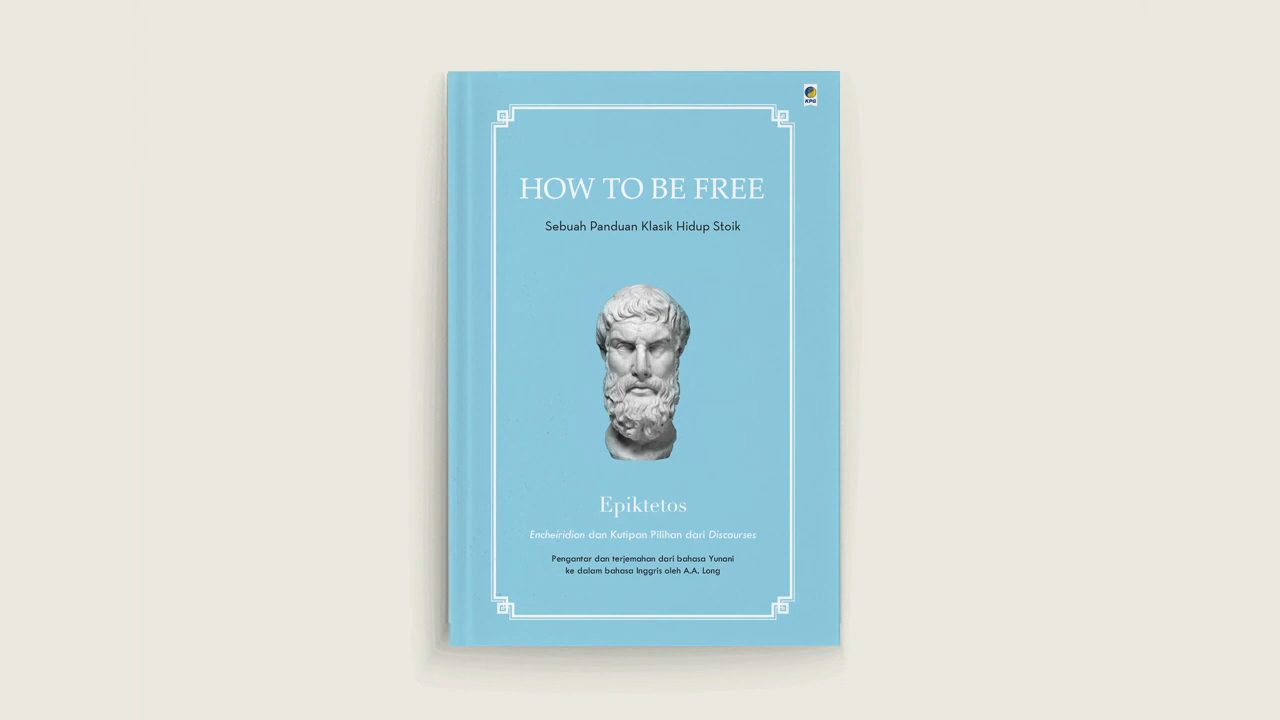 KPG
HOW TO BE FREE
Sebuah Panduan Klasik Hidup Stoik
Epiktetos
Encheiridion dan Kutipan Pilihan dari Discourses
Pengantar dan terjemahan dari bahasa Yunani
ke dalam bahasa Inggris oleh A.A. Long